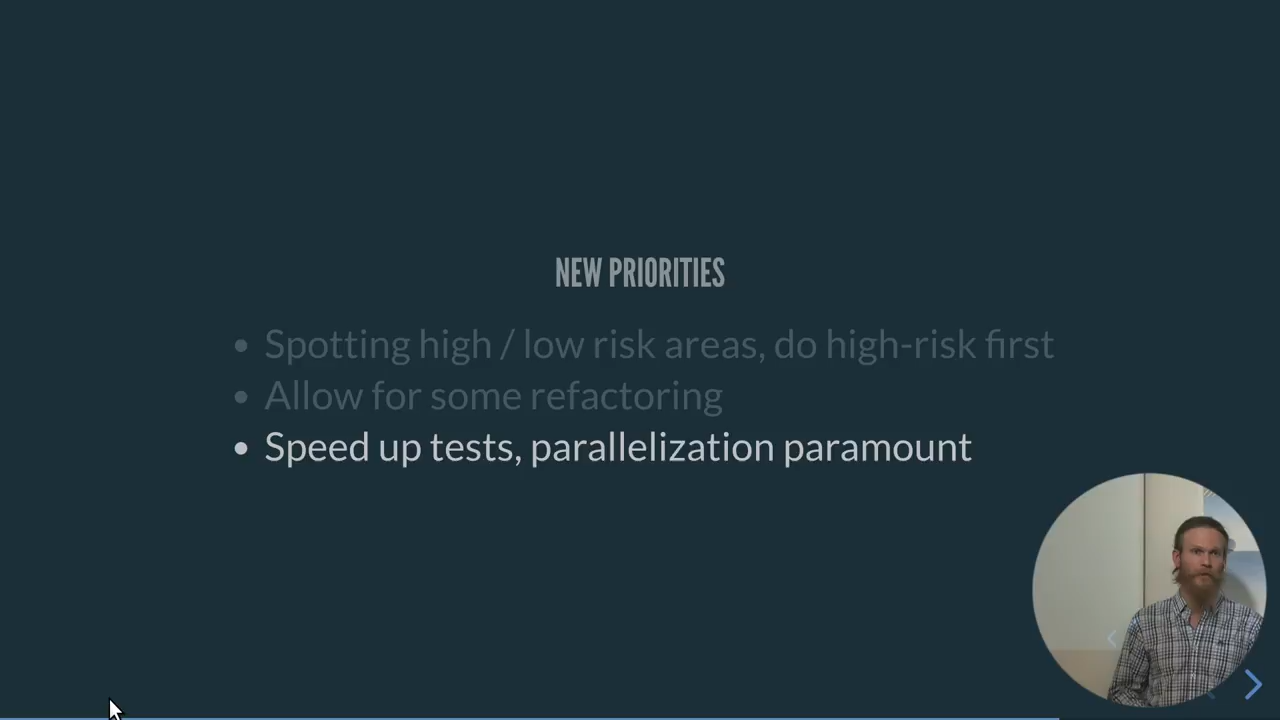 NEW PRIORITIES
• Spotting high / low risk areas, do high-risk first
• Allow for some refactoring
• Speed up tests, parallelization paramount